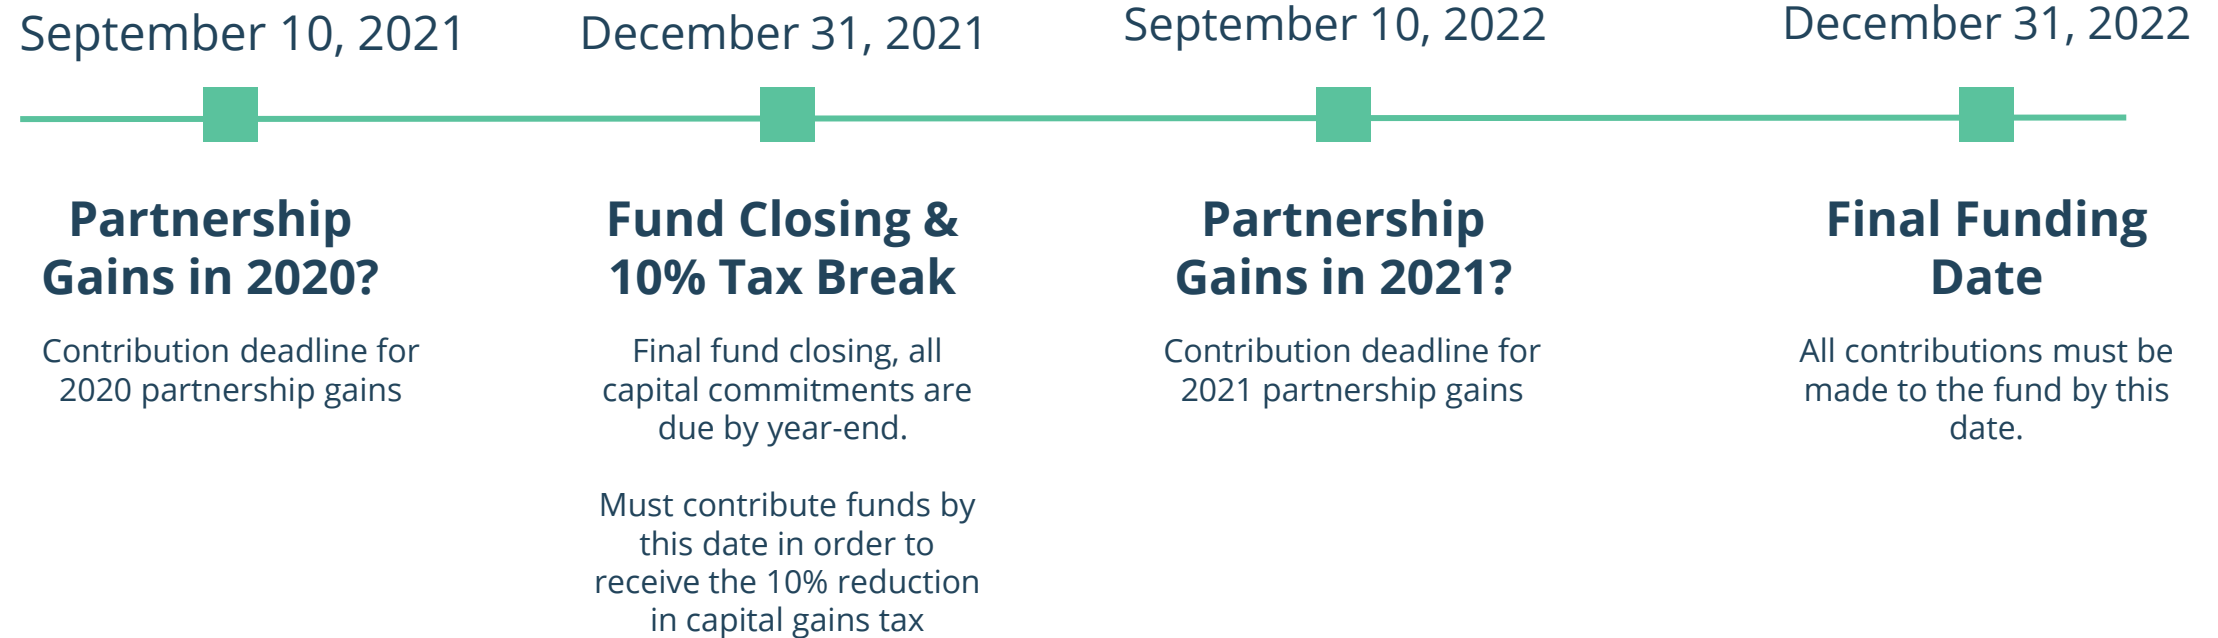 September 10, 2021
Partnership
Gains in 2020?
Contribution deadline for
2020 partnership gains
December 31, 2021
Fund Closing &
10% Tax Break
Final fund closing, all
capital commitments are
due by year-end.
Must contribute funds by
this date in order to
receive the 10% reduction
in capital gains tax
September 10, 2022
Partnership
Gains in 2021?
Contribution deadline for
2021 partnership gains
December 31, 2022
Final Funding
Date
All contributions must be
made to the fund by this
date.